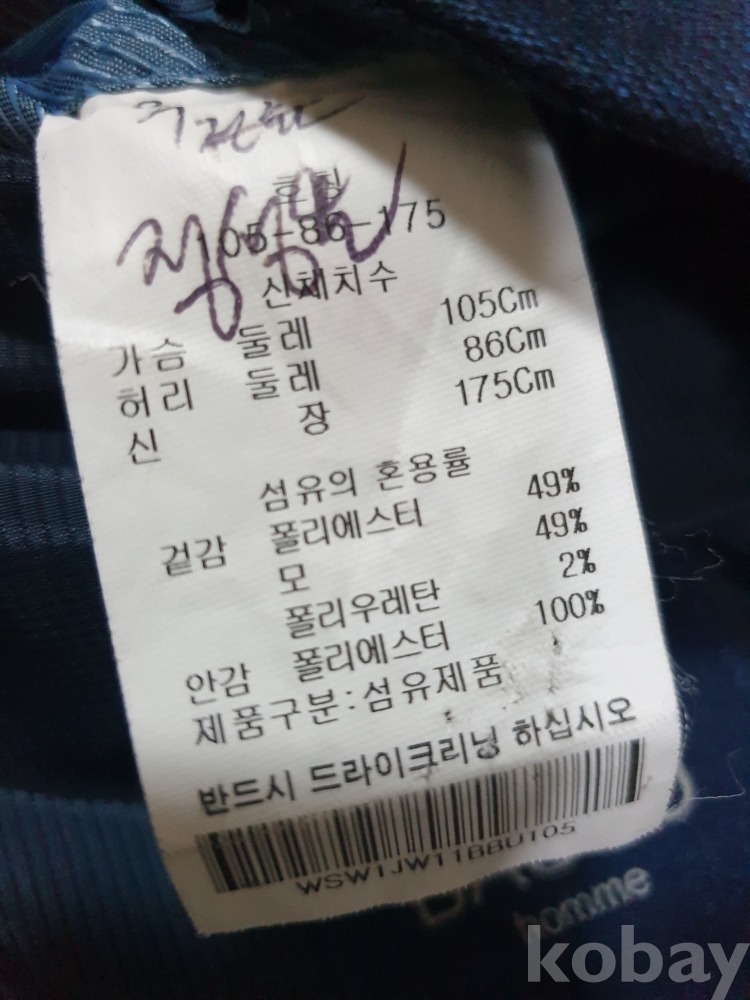 호칭
105-86-175
신체치수
가슴 둘레 105Cm
허리 둘레 86Cm
신 장 175Cm
섬유의 혼용률
겉감 폴리에스터 49%
모 49%
폴리우레탄 2%
안감 폴리에스터 100%
제품구분:섬유제품
반드시 드라이크리닝 하십시오
WSW1JW11BBU105
homme
kobay